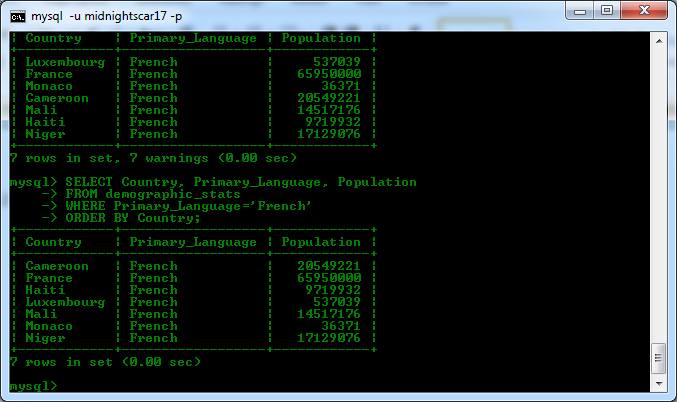 mysql -u midnightscar17 -p
| Country | Primary_Language | Population |
+------------+------------------+------------+
| Luxembourg | French | 537039 |
| France | French | 65950000 |
| Monaco | French | 36371 |
| Cameroon | French | 20549221 |
| Mali | French | 14517176 |
| Haiti | French | 9719932 |
| Niger | French | 17129076 |
+------------+------------------+------------+
7 rows in set, 7 warnings (0.00 sec)
mysql> SELECT Country, Primary_Language, Population
-> FROM demographic_stats
-> WHERE Primary_Language='French'
-> ORDER BY Country;
+------------+------------------+------------+
| Country | Primary_Language | Population |
+------------+------------------+------------+
| Cameroon | French | 20549221 |
| France | French | 65950000 |
| Haiti | French | 9719932 |
| Luxembourg | French | 537039 |
| Mali | French | 14517176 |
| Monaco | French | 36371 |
| Niger | French | 17129076 |
+------------+------------------+------------+
7 rows in set (0.00 sec)
mysql>